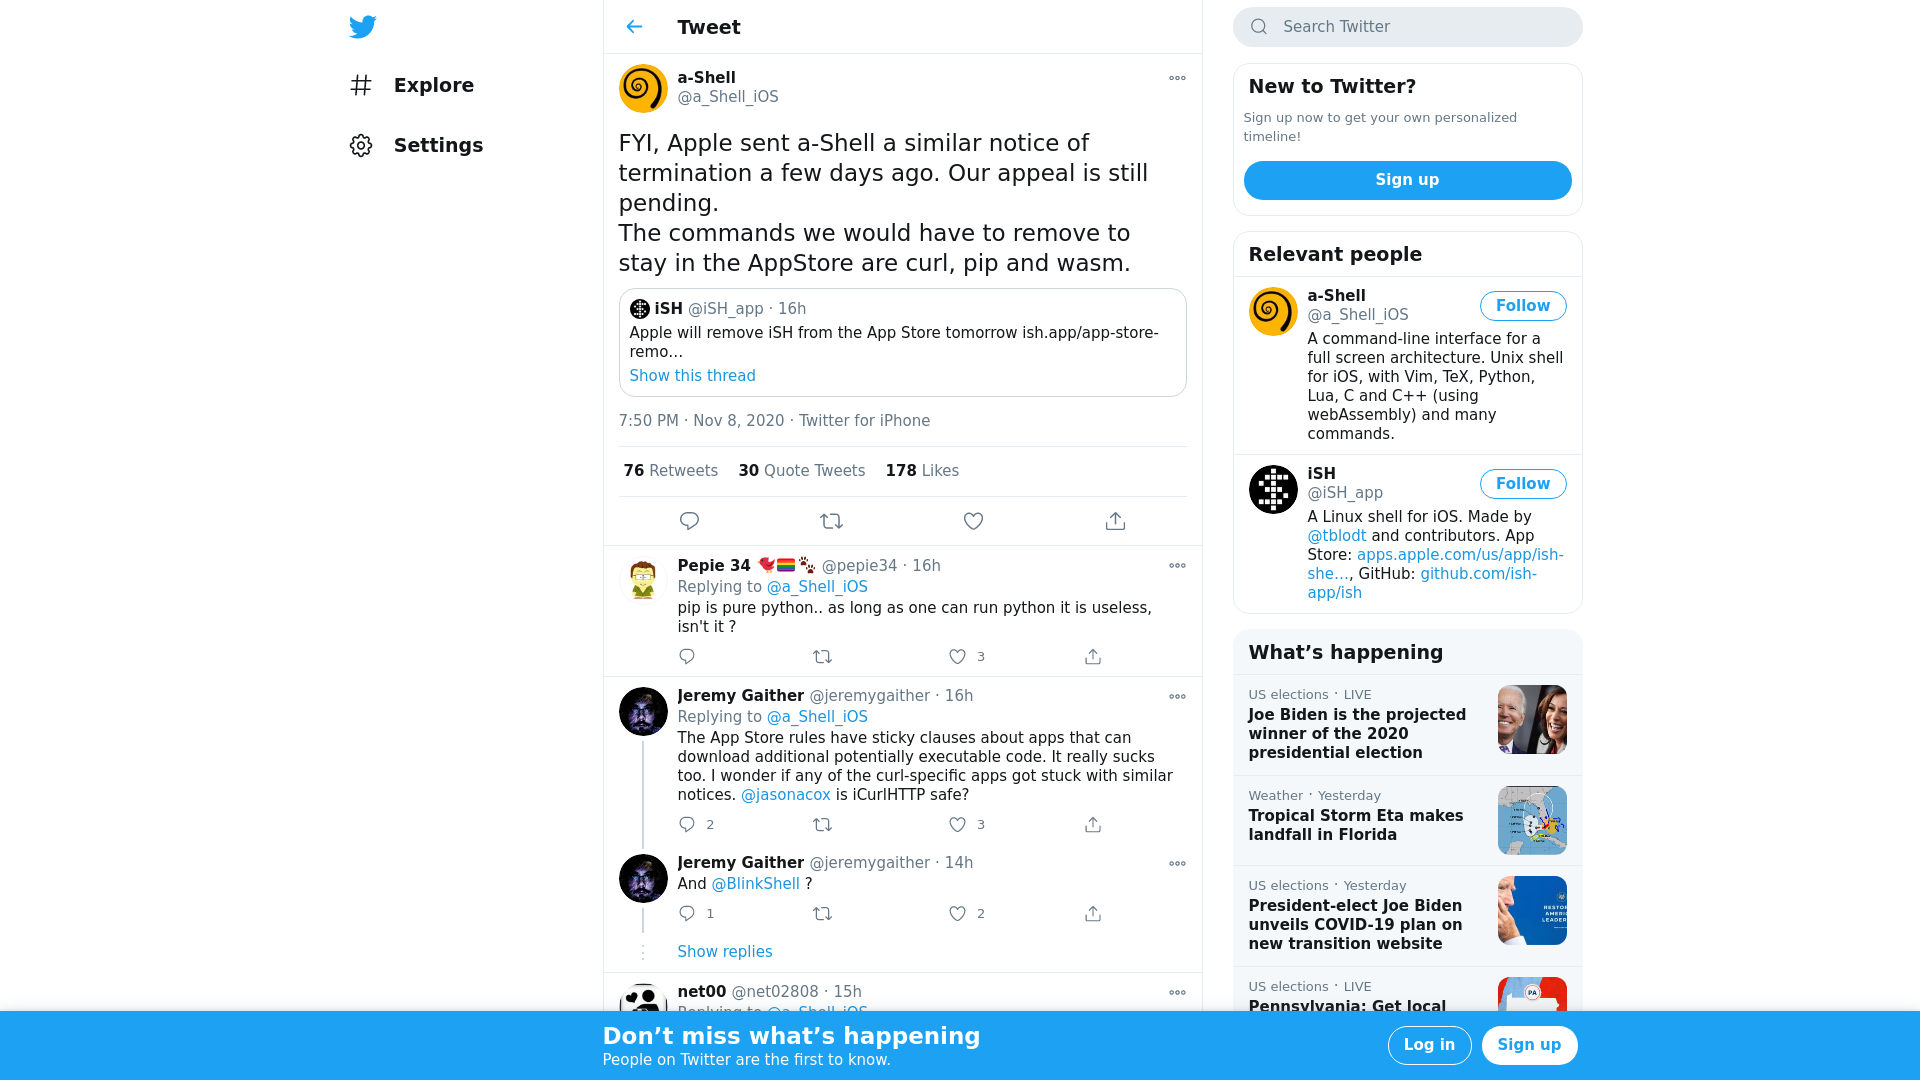 Explore
Settings
Tweet
a-Shell
@a_Shell_iOS
FYI, Apple sent a-Shell a similar notice of
termination a few days ago. Our appeal is still
pending.
The commands we would have to remove to
stay in the AppStore are curl, pip and wasm.
iSH @iSH_app · 16h
Apple will remove iSH from the App Store tomorrow ish.app/app-store-
remo…
Show this thread
7:50 PM · Nov 8, 2020 · Twitter for iPhone
76 Retweets 30 Quote Tweets 178 Likes
Pepie 34 @pepie34 · 16h
Replying to @a_Shell_iOS
pip is pure python.. as long as one can run python it is useless,
isn't it ?
3
Jeremy Gaither @jeremygaither · 16h
Replying to @a_Shell_iOS
The App Store rules have sticky clauses about apps that can
download additional potentially executable code. It really sucks
too. I wonder if any of the curl-specific apps got stuck with similar
notices. @jasonacox is iCurlHTTP safe?
2 3
Jeremy Gaither @jeremygaither · 14h
And @BlinkShell ?
1 2
Show replies
net00 @net02808 · 15h
Replying to @a_Shell_iOS
Search Twitter
New to Twitter?
Sign up now to get your own personalized
timeline!
Sign up
Relevant people
a-Shell
@a_Shell_iOS
Follow
A command-line interface for a
full screen architecture. Unix shell
for iOS, with Vim, TeX, Python,
Lua, C and C++ (using
webAssembly) and many
commands.
iSH
@iSH_app
Follow
A Linux shell for iOS. Made by
@tblodt and contributors. App
Store: apps.apple.com/us/app/ish-
she…, GitHub: github.com/ish-
app/ish
What’s happening
US elections · LIVE
Joe Biden is the projected
winner of the 2020
presidential election
Weather · Yesterday
Tropical Storm Eta makes
landfall in Florida
US elections · Yesterday
President-elect Joe Biden
unveils COVID-19 plan on
new transition website
US elections · LIVE
Pennsylvania: Get local
PA
Don’t miss what’s happening
People on Twitter are the first to know.
Log in
Sign up